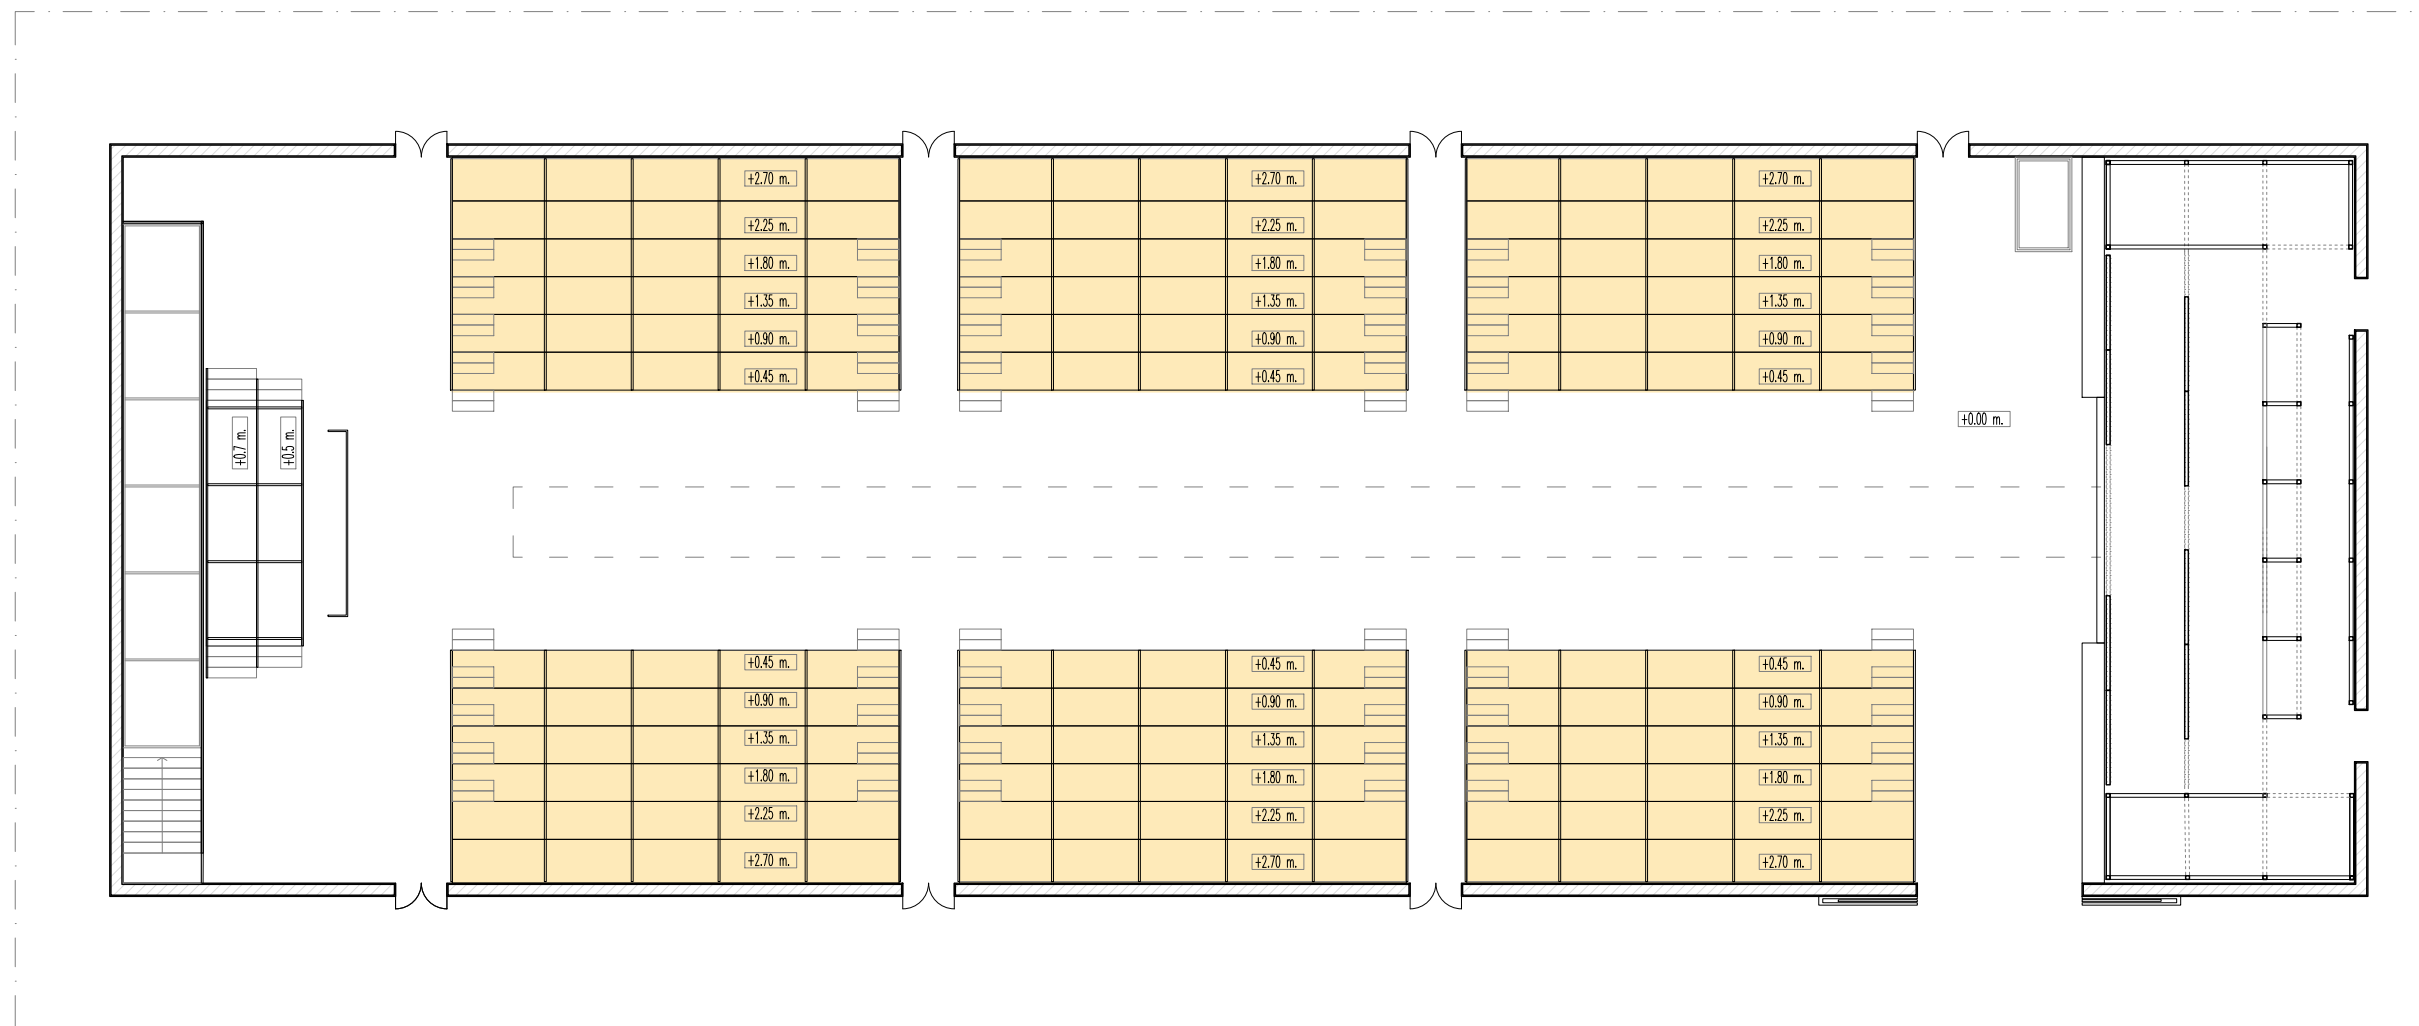 +2.70 m. +2.70 m. +2.70 m.
+2.25 m. +2.25 m. +2.25 m.
+1.80 m. +1.80 m. +1.80 m.
+1.35 m. +1.35 m. +1.35 m.
+0.90 m. +0.90 m. +0.90 m.
+0.45 m. +0.45 m. +0.45 m.
+0.7 m. +0.5 m. +0.00 m.
+0.45 m. +0.45 m. +0.45 m.
+0.90 m. +0.90 m. +0.90 m.
+1.35 m. +1.35 m. +1.35 m.
+1.80 m. +1.80 m. +1.80 m.
+2.25 m. +2.25 m. +2.25 m.
+2.70 m. +2.70 m. +2.70 m.